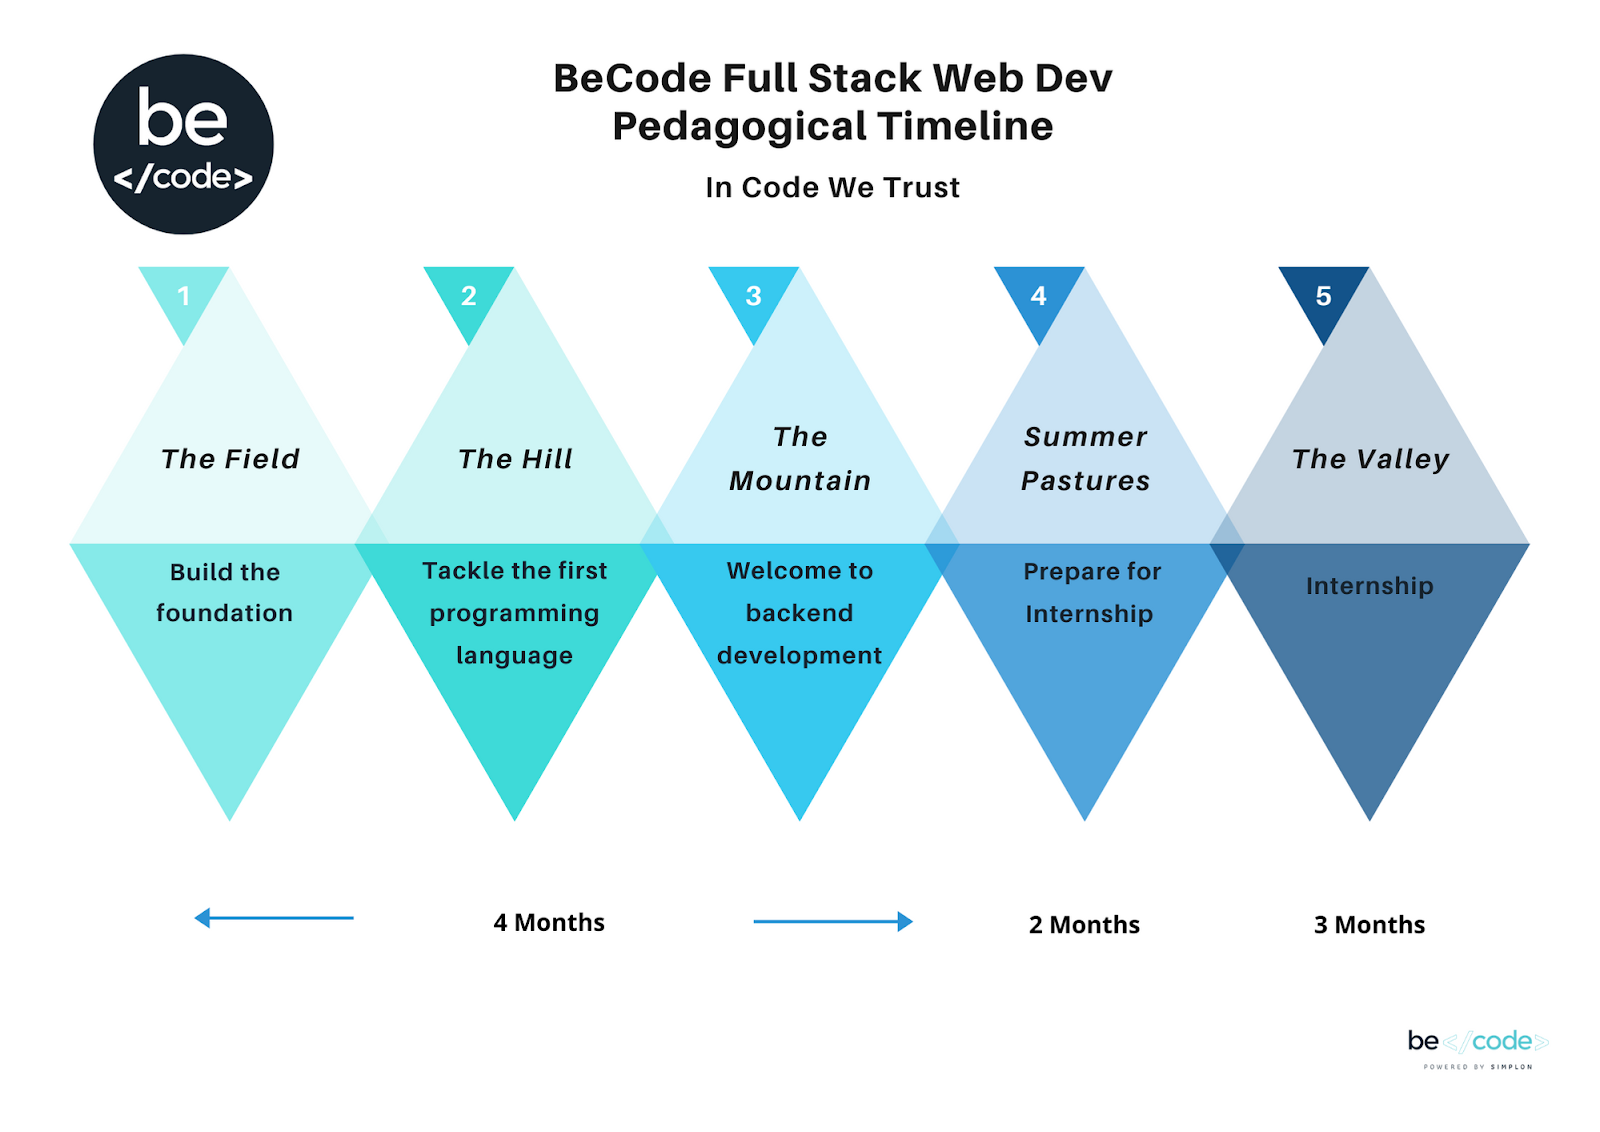 be
</code>
BeCode Full Stack Web Dev
Pedagogical Timeline
In Code We Trust
1
2
3
4
5
The Field
The Hill
The
Mountain
Summer
Pastures
The Valley
Build the
foundation
Tackle the first
programming
language
Welcome to
backend
development
Prepare for
Internship
Internship
4 Months
2 Months
3 Months
be </code>
POWERED BY SIMPLON